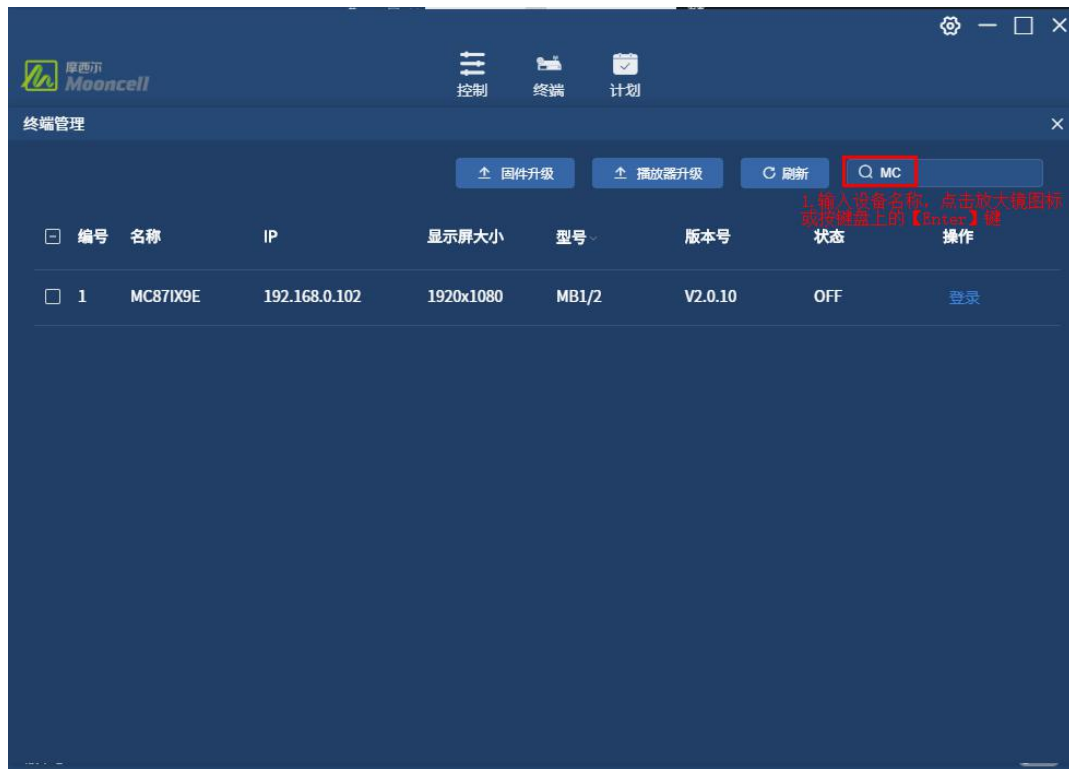 摩西尔
Mooncell
控制
终端
计划
终端管理
固件升级
播放器升级
刷新
MC
1.输入设备名称，点击放大镜图标
或按键盘上的【Enter】键
编号 名称 IP 显示屏大小 型号 版本号 状态 操作
1 MC87IX9E 192.168.0.102 1920x1080 MB1/2 V2.0.10 OFF 登录